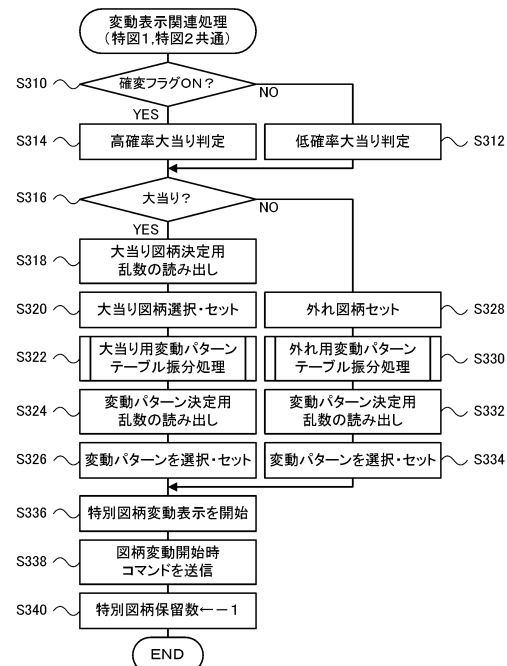 変動表示関連処理
(特図1,特図2共通)
S310
確変フラグON?
NO
YES
S314
高確率大当り判定
低確率大当り判定
S312
S316
大当り?
NO
YES
S318
大当り図柄決定用
乱数の読み出し
S320
大当り図柄選択・セット
外れ図柄セット
S328
S322
大当り用変動パターン
テーブル振分処理
外れ用変動パターン
テーブル振分処理
S330
S324
変動パターン決定用
乱数の読み出し
変動パターン決定用
乱数の読み出し
S332
S326
変動パターンを選択・セット
変動パターンを選択・セット
S334
S336
特別図柄変動表示を開始
S338
図柄変動開始時
コマンドを送信
S340
特別図柄保留数←-1
END